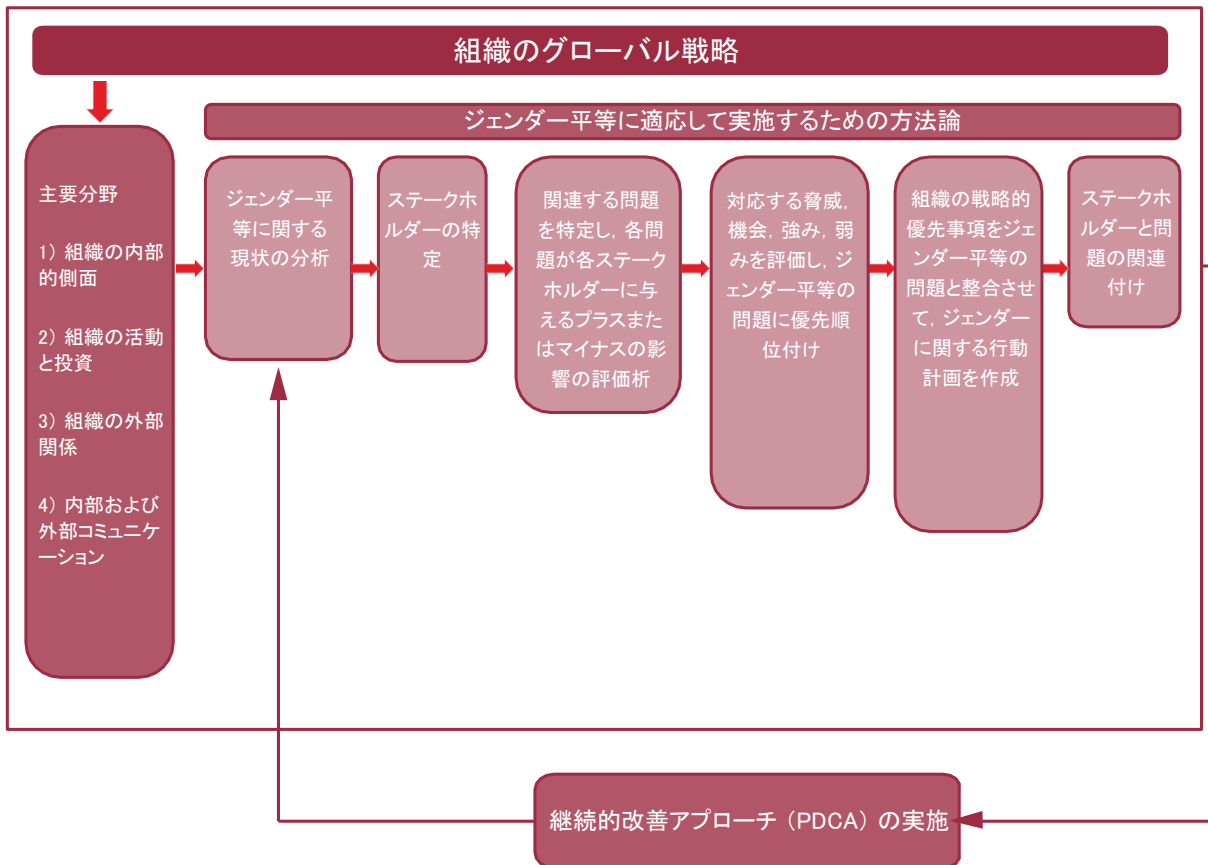 組織のグローバル戦略
ジェンダー平等に適応して実施するための方法論
主要分野
1）組織の内部
的側面
2）組織の活動
と投資
3）組織の外部
関係
4）内部および
外部コミュニケ
ーション
ジェンダー平
等に関する
現状の分析
ステークホ
ルダーの特
定
関連する問題
を特定し，各問
題が各ステーク
ホルダーに与
えるプラスまた
はマイナスの影
響の評価析
対応する脅威，
機会，強み，弱
みを評価し，ジ
ェンダー平等の
問題に優先順
位付け
組織の戦略的
優先事項をジェ
ンダー平等の
問題と整合させ
て，ジェンダー
に関する行動
計画を作成
ステークホ
ルダーと問
題の関連
付け
継続的改善アプローチ（PDCA）の実施